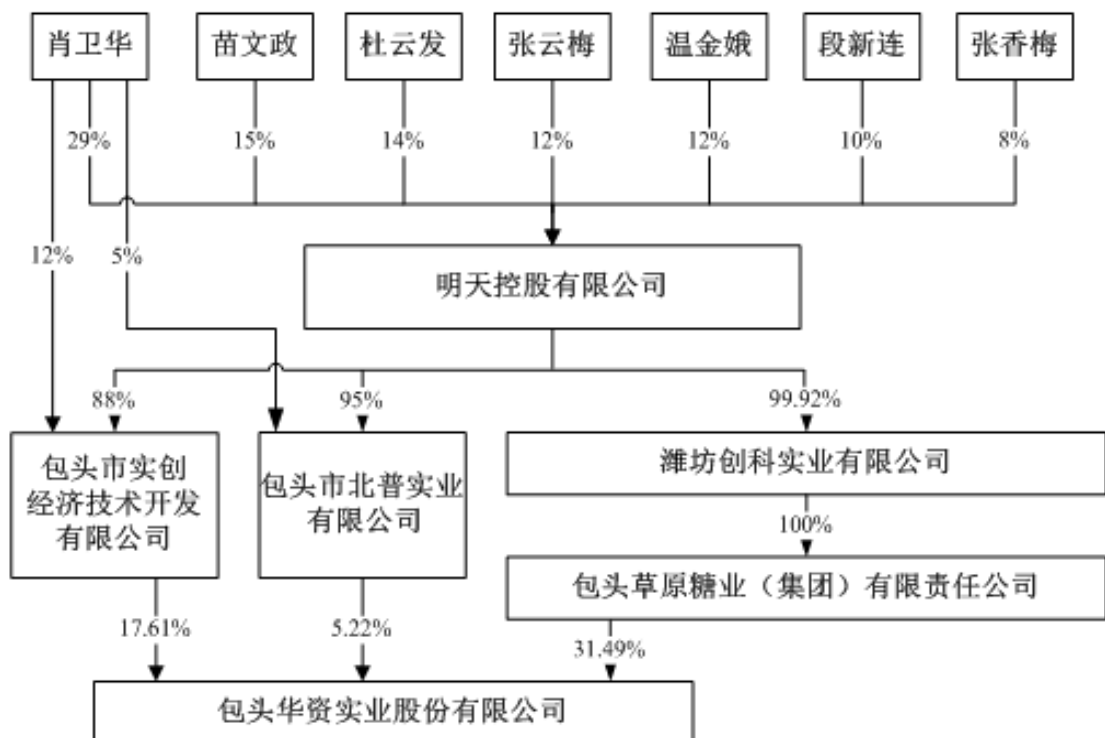 肖卫华
苗文政
杜云发
张云梅
温金娥
段新连
张香梅
29%
15%
14%
12%
12%
10%
8%
12%
5%
明天控股有限公司
88%
95%
99.92%
包头市实创
经济技术开发
有限公司
包头市北普实业
有限公司
潍坊创科实业有限公司
100%
包头草原糖业（集团）有限责任公司
17.61%
5.22%
31.49%
包头华资实业股份有限公司